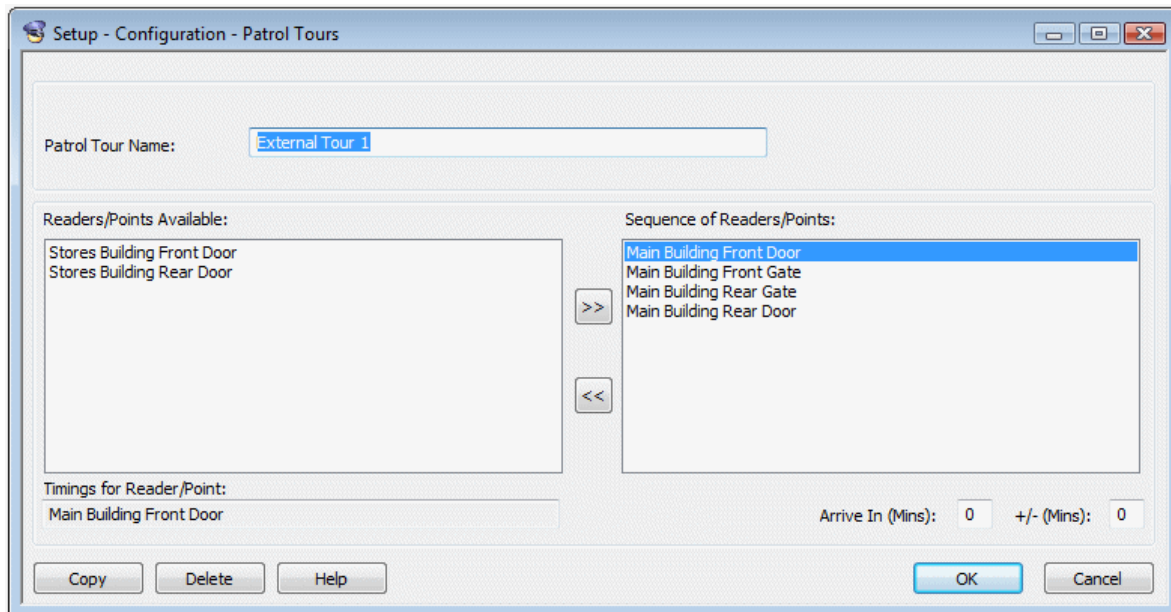 Setup - Configuration - Patrol Tours
Patrol Tour Name: External Tour 1
Readers/Points Available: Sequence of Readers/Points:
Stores Building Front Door
Stores Building Rear Door
Main Building Front Door
Main Building Front Gate
Main Building Rear Gate
Main Building Rear Door
>>
<<
Timings for Reader/Point:
Main Building Front Door
Arrive In (Mins): 0 +/- (Mins): 0
Copy Delete Help OK Cancel